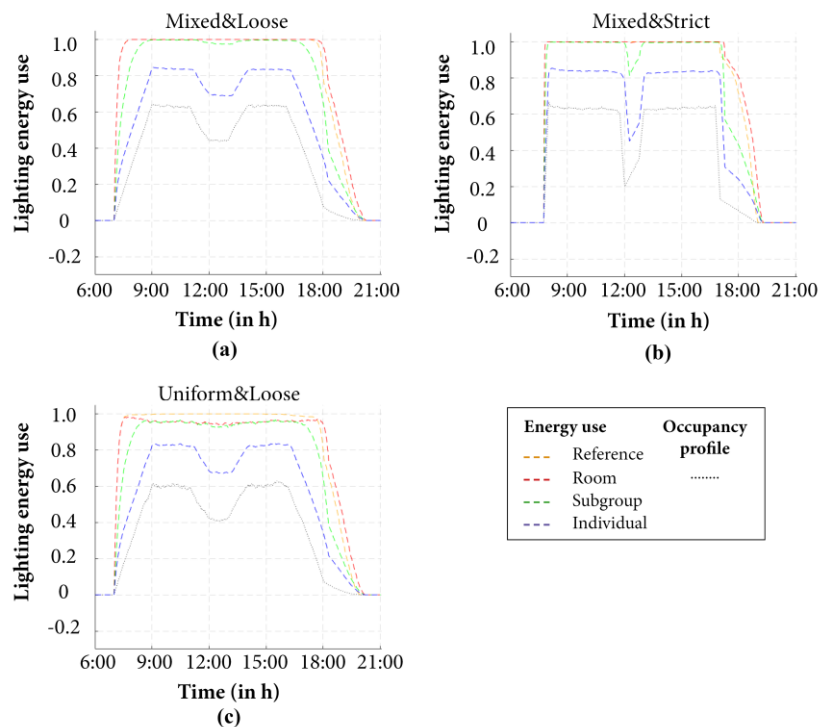 Mixed&Loose
Lighting energy use
1.0
0.8
0.6
0.4
0.2
0
-0.2
6:00 9:00 12:00 15:00 18:00 21:00
Time (in h)
(a)
Mixed&Strict
Lighting energy use
1.0
0.8
0.6
0.4
0.2
0
-0.2
6:00 9:00 12:00 15:00 18:00 21:00
Time (in h)
(b)
Uniform&Loose
Lighting energy use
1.0
0.8
0.6
0.4
0.2
0
-0.2
6:00 9:00 12:00 15:00 18:00 21:00
Time (in h)
(c)
Energy use
Reference
Room
Subgroup
Individual
Occupancy
profile